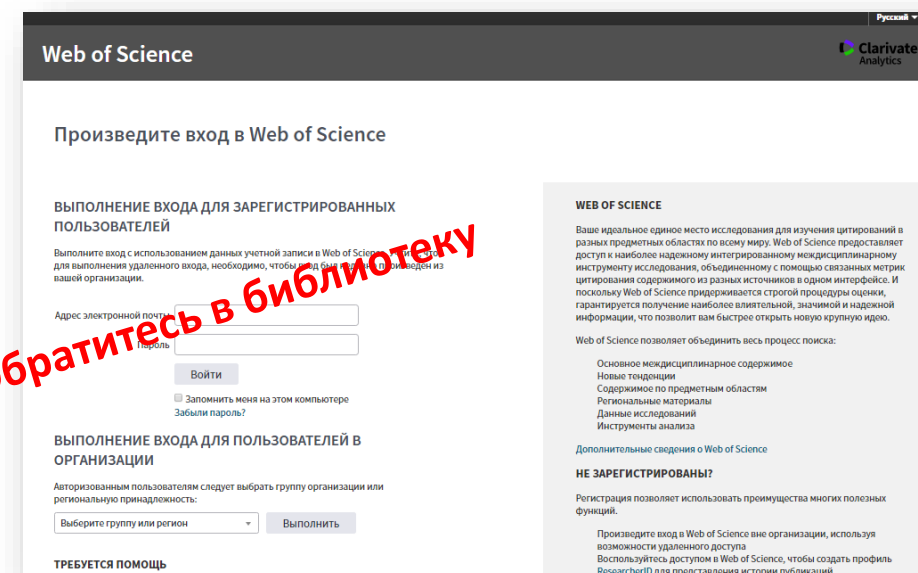 Русский
Web of Science
Clarivate
Analytics
Произведите вход в Web of Science
ВЫПОЛНЕНИЕ ВХОДА ДЛЯ ЗАРЕГИСТРИРОВАННЫХ
ПОЛЬЗОВАТЕЛЕЙ
Выполните вход с использованием данных учетной записи в Web of Science. что
для выполнения удаленного входа, необходимо, чтобы вход был произведен из
вашей организации.
братитесь в библиотеку
Адрес электронной почты
Пароль
Войти
Запомнить меня на этом компьютере
Забыли пароль?
ВЫПОЛНЕНИЕ ВХОДА ДЛЯ ПОЛЬЗОВАТЕЛЕЙ В
ОРГАНИЗАЦИИ
Авторизованным пользователям следует выбрать группу организации или
региональную принадлежность:
Выберите группу или регион
Выполнить
ТРЕБУЕТСЯ ПОМОЩЬ
WEB OF SCIENCE
Ваше идеальное единое место исследования для изучения цитирований в
разных предметных областях по всему миру. Web of Science предоставляет
доступ к наиболее надежному интегрированному междисциплинарному
инструменту исследования, объединенному с помощью связанных метрик
цитирования содержимого из разных источников в одном интерфейсе. И
поскольку Web of Science придерживается строгой процедуры оценки,
гарантируется получение наиболее влиятельной, значимой и надежной
информации, что позволит вам быстрее открыть новую крупную идею.
Web of Science позволяет объединить весь процесс поиска:
Основное междисциплинарное содержимое
Новые тенденции
Содержимое по предметным областям
Региональные материалы
Данные исследований
Инструменты анализа
Дополнительные сведения о Web of Science
НЕ ЗАРЕГИСТРИРОВАНЫ?
Регистрация позволяет использовать преимущества многих полезных
функций.
Произведите вход в Web of Science вне организации, используя
возможности удаленного доступа
Воспользуйтесь доступом в Web of Science, чтобы создать профиль
ResearcherID для представления истории публикаций